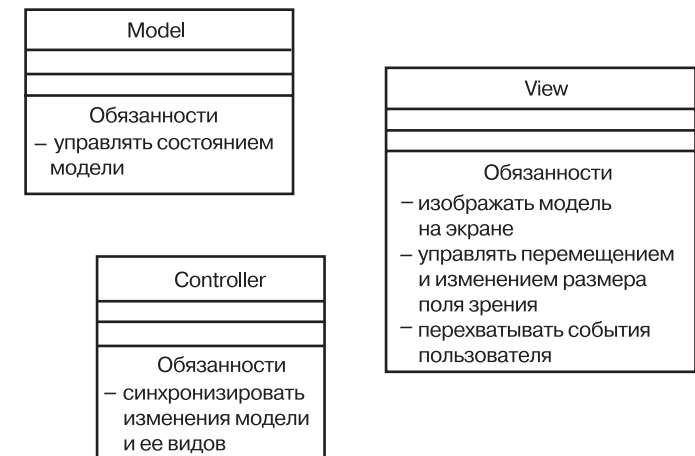 Model
Обязанности
– управлять состоянием
модели
View
Обязанности
– изображать модель
на экране
– управлять перемещением
и изменением размера
поля зрения
– перехватывать события
пользователя
Controller
Обязанности
– синхронизировать
изменения модели
и ее видов